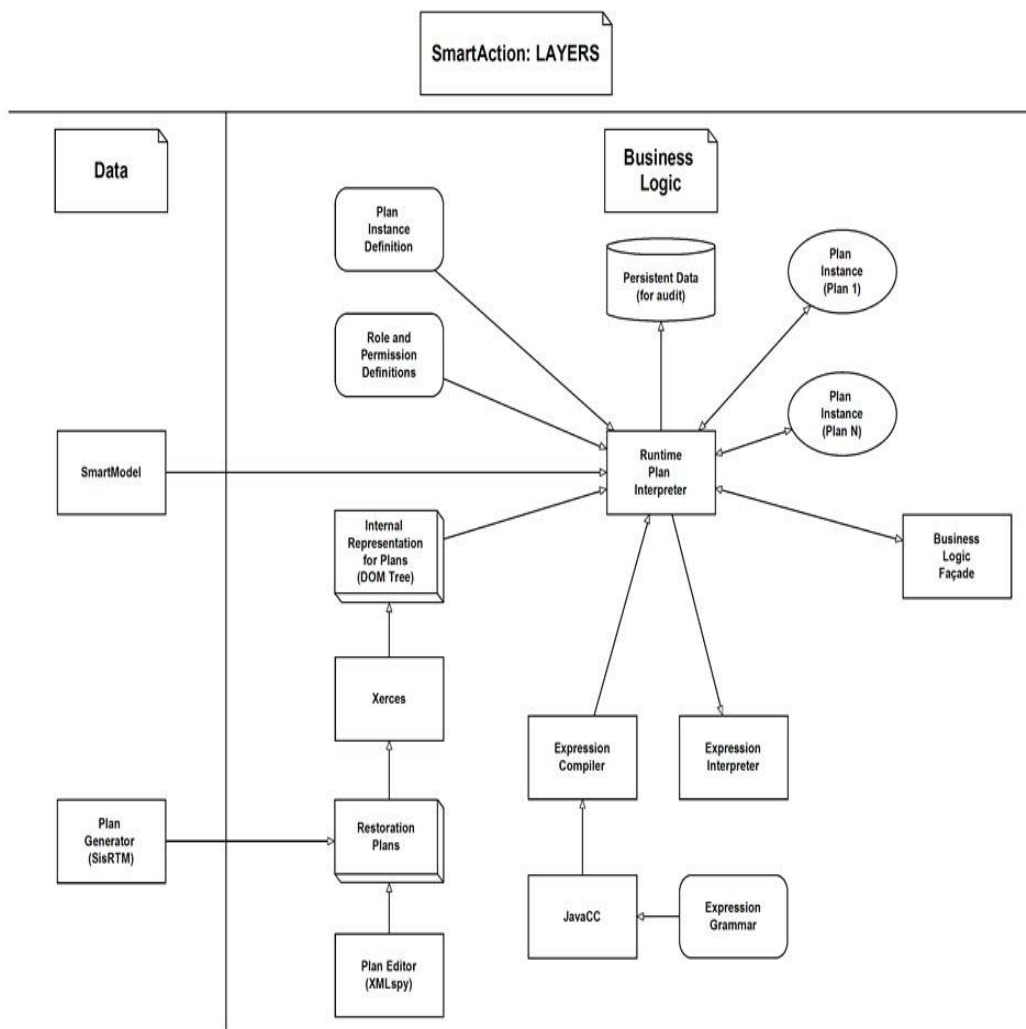 SmartAction: LAYERS
Data
Business
Logic
Plan
Instance
Definition
Persistent Data
(for audit)
Plan
Instance
(Plan 1)
Role and
Permission
Definitions
Plan
Instance
(Plan N)
SmartModel
Runtime
Plan
Interpreter
Internal
Representation
for Plans
(DOM Tree)
Business
Logic
Façade
Xerces
Expression
Compiler
Expression
Interpreter
Plan
Generator
(SisRTM)
Restoration
Plans
JavaCC
Expression
Grammar
Plan Editor
(XMLspy)